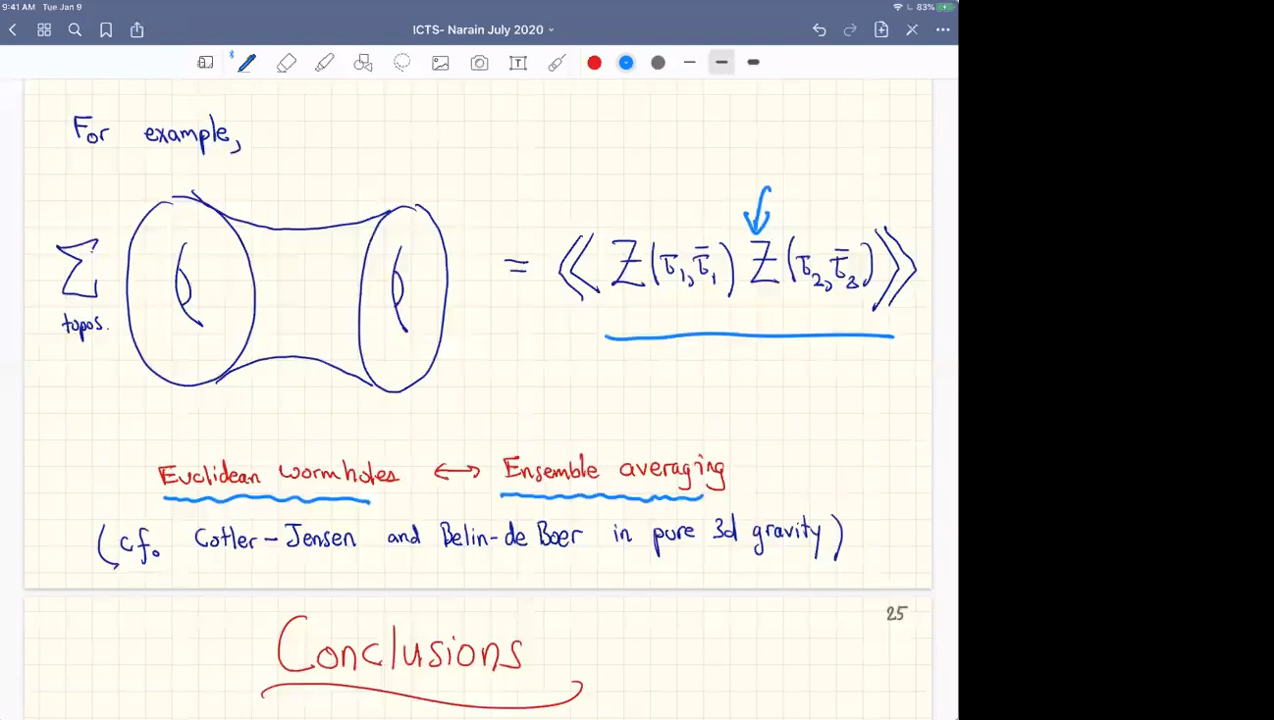 9:41 AM Tue Jan 9
83%
ICTS- Narain July 2020
For example,
Σ
topos.
= ⟪ Z(τ₁,τ̄₁) Z(τ₂,τ̄₂) ⟫
Euclidean wormholes ↔ Ensemble averaging
(cf. Cotler-Jensen and Belin-de Boer in pure 3d gravity)
25
Conclusions